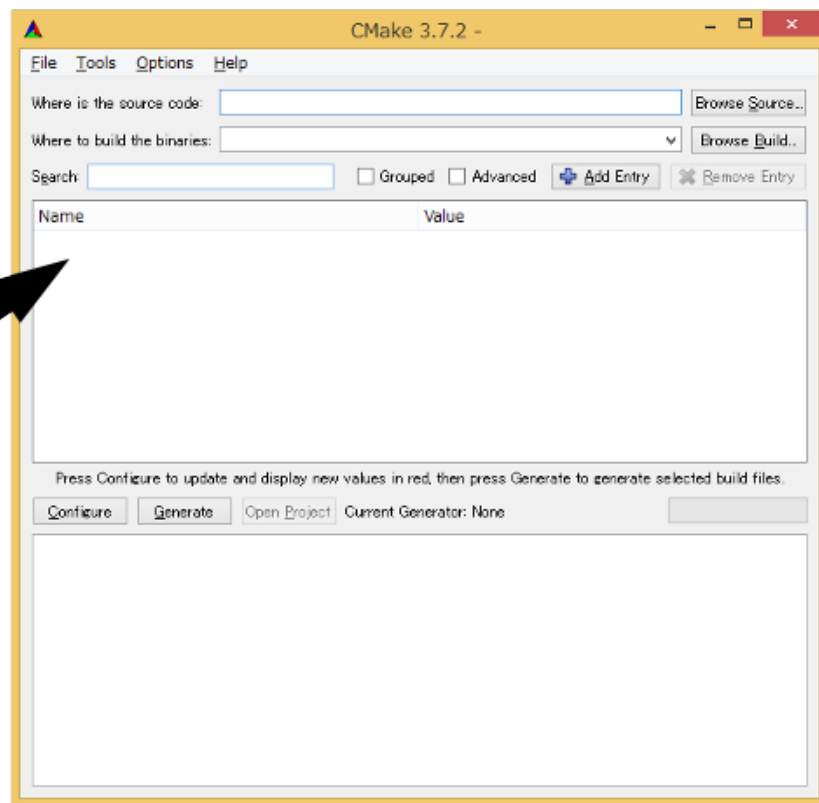 CMake 3.7.2 -
File Tools Options Help
Where is the source code: Browse Source...
Where to build the binaries: Browse Build..
Search: Grouped Advanced Add Entry Remove Entry
Name Value
Press Configure to update and display new values in red, then press Generate to generate selected build files.
Configure Generate Open Project Current Generator: None